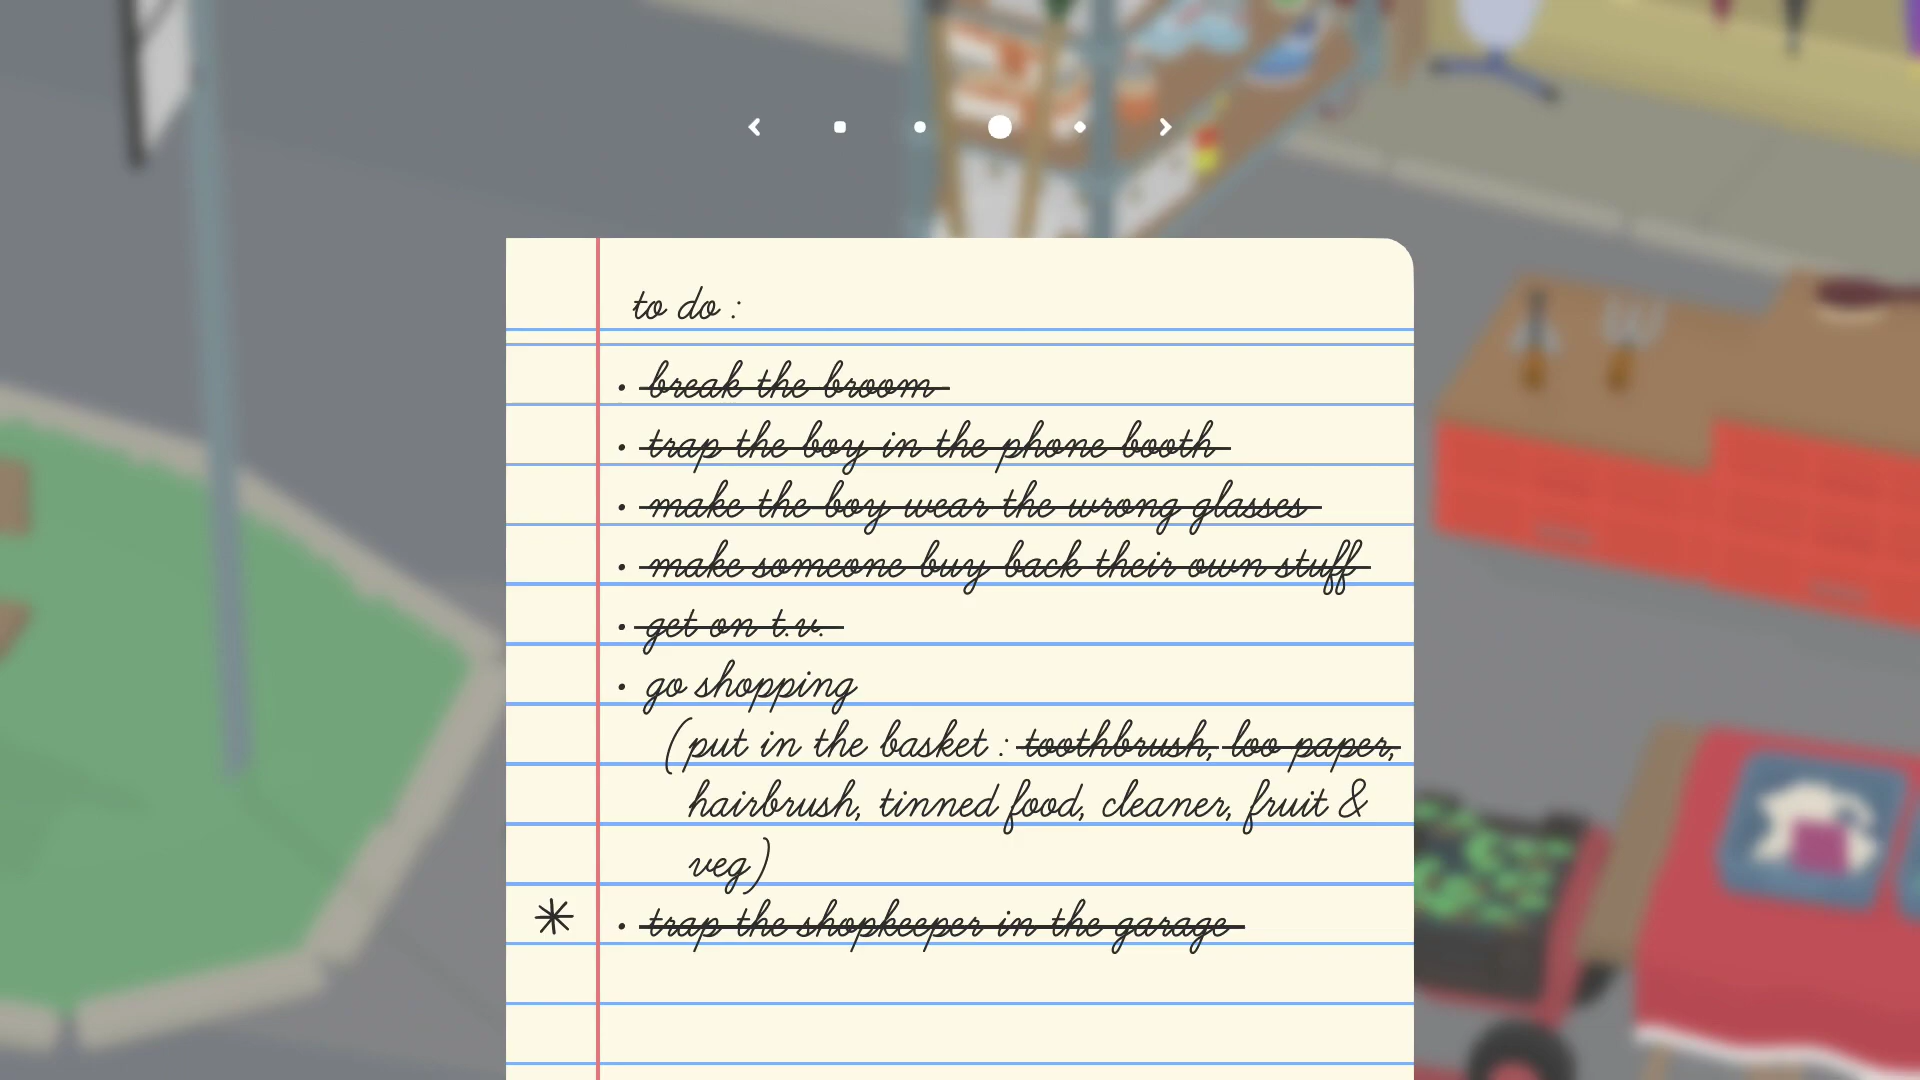 to do :
• break the broom
• trap the boy in the phone booth
• make the boy wear the wrong glasses
• make someone buy back their own stuff
• get on t.v.
• go shopping
(put in the basket : toothbrush, loo paper,
hairbrush, tinned food, cleaner, fruit &
veg)
* • trap the shopkeeper in the garage